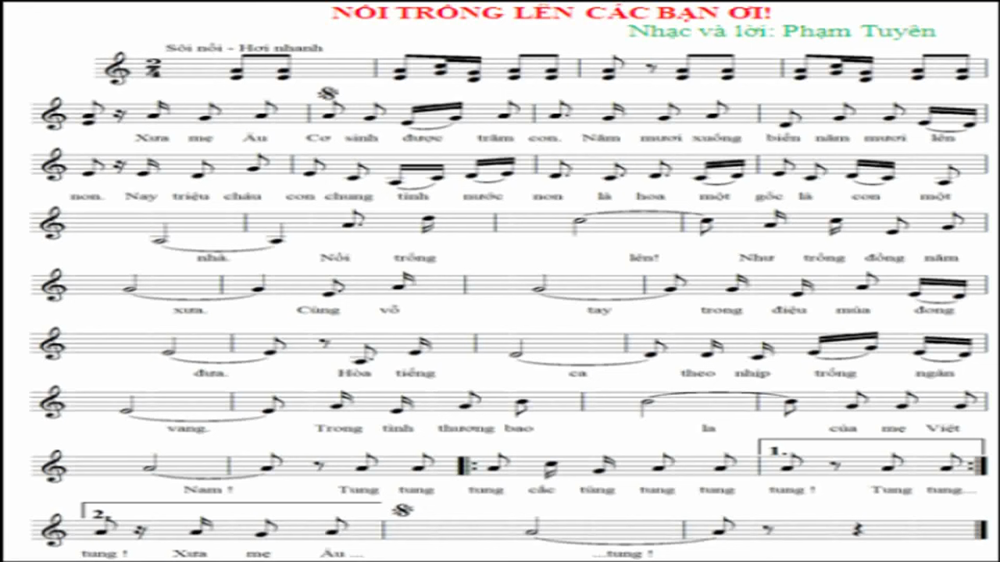 NỔI TRỐNG LÊN CÁC BẠN ƠI!
Nhạc và lời: Phạm Tuyên
Sôi nổi - Hơi nhanh
2
4
Xưa mẹ Âu Cơ sinh được trăm con. Năm mươi xuống biển năm mươi lên
non. Nay triệu cháu con chung tình nước non là hoa một gốc là con một
nhà. Nổi trống lên! Như trống đồng năm
xưa. Cùng vỗ tay trong điệu múa đong
đưa. Hòa tiếng ca theo nhịp trống ngân
vang. Trong tình thương bao la của mẹ Việt
1.
Nam ! Tung tung tung cắc tùng tung tung tung ! Tung tung...
2.
tung ! Xưa mẹ Âu ... ...tung !